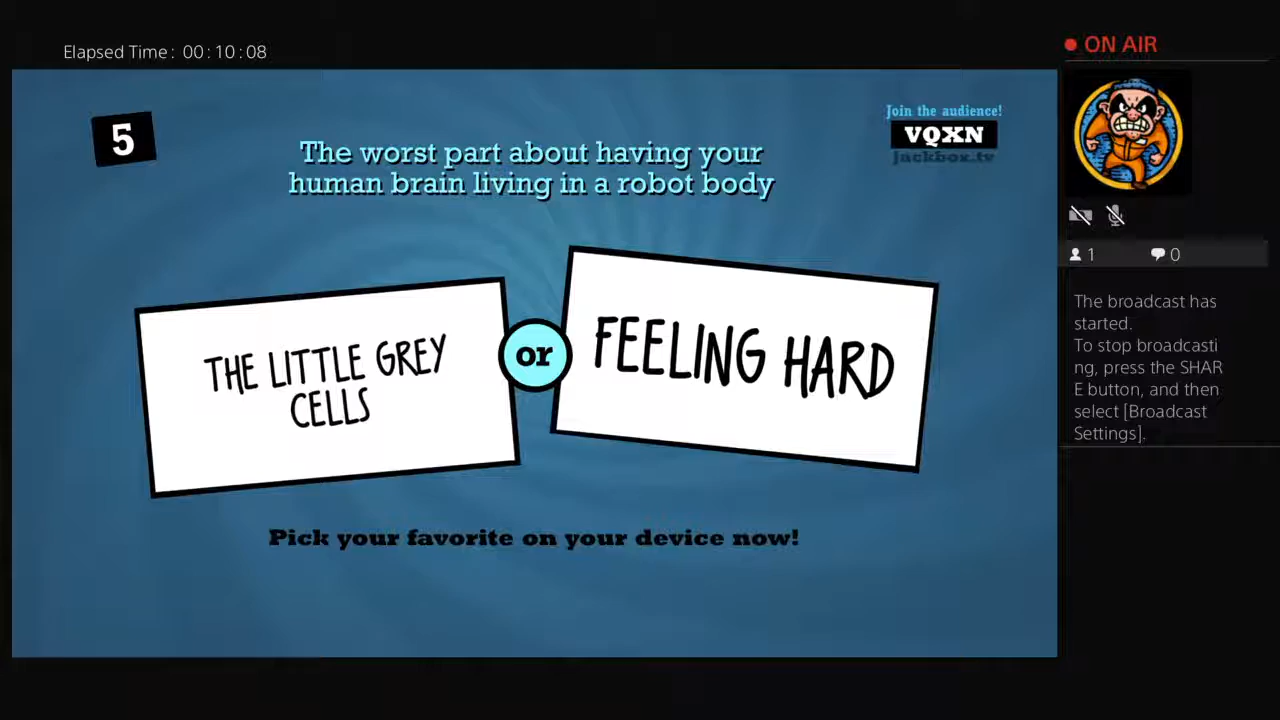 Elapsed Time: 00:10:08
ON AIR
5
Join the audience!
VQXN
jackbox.tv
The worst part about having your
human brain living in a robot body
THE LITTLE GREY
CELLS
or
FEELING HARD
Pick your favorite on your device now!
1
0
The broadcast has
started.
To stop broadcasti
ng, press the SHAR
E button, and then
select [Broadcast
Settings].